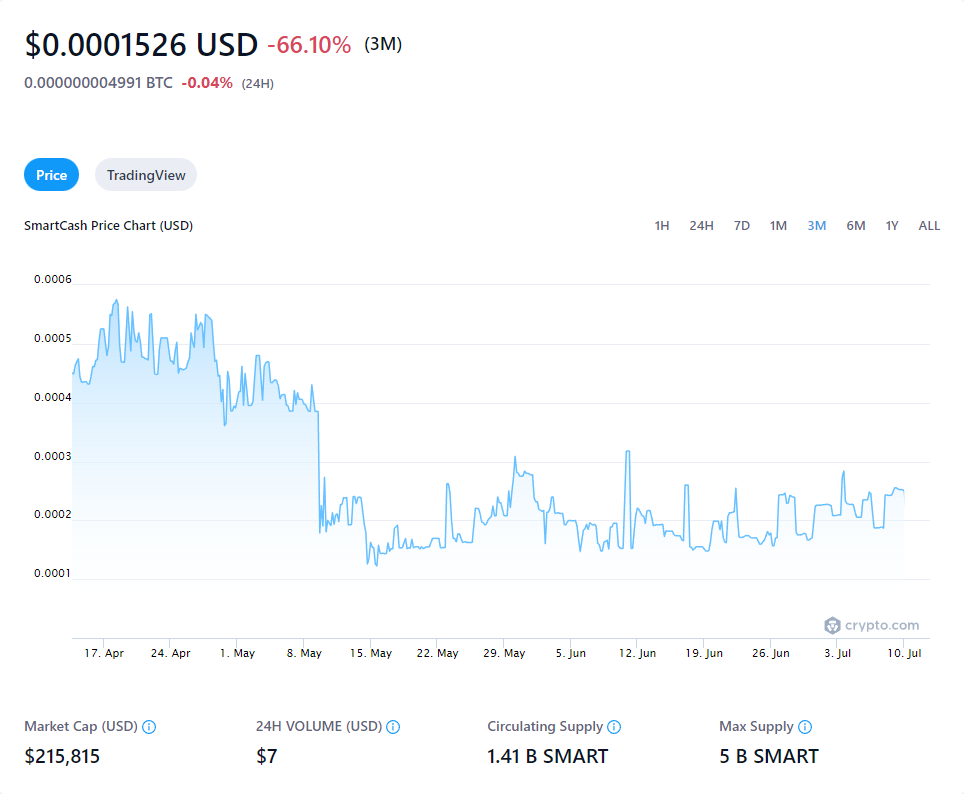 $0.0001526 USD -66.10% (3M)
0.000000004991 BTC -0.04% (24H)
Price TradingView
SmartCash Price Chart (USD) 1H 24H 7D 1M 3M 6M 1Y ALL
0.0006
0.0005
0.0004
0.0003
0.0002
0.0001
crypto.com
17. Apr 24. Apr 1. May 8. May 15. May 22. May 29. May 5. Jun 12. Jun 19. Jun 26. Jun 3. Jul 10. Jul
Market Cap (USD) 24H VOLUME (USD) Circulating Supply Max Supply
$215,815 $7 1.41 B SMART 5 B SMART